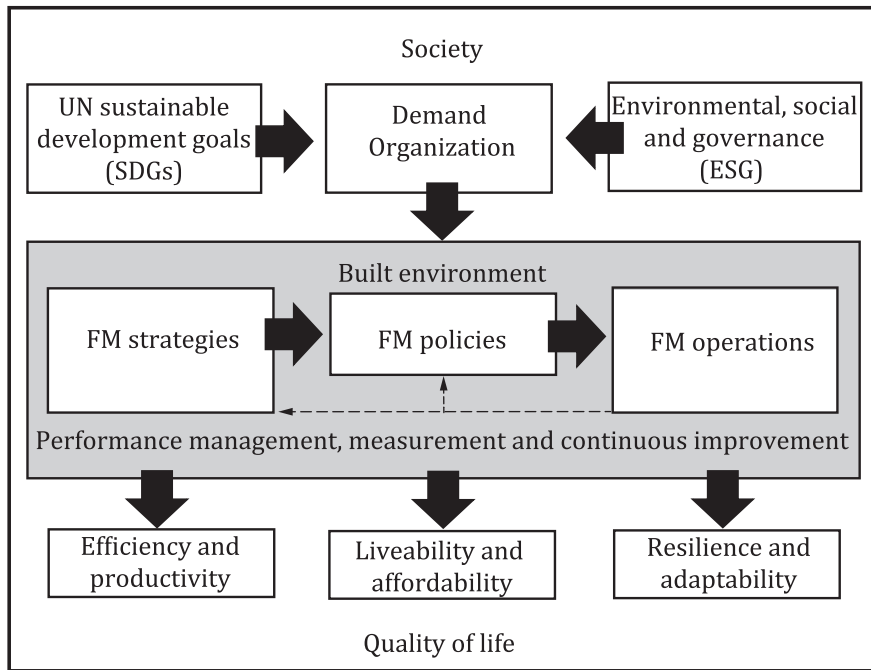 Society
UN sustainable
development goals
(SDGs)
Demand
Organization
Environmental, social
and governance
(ESG)
Built environment
FM strategies
FM policies
FM operations
Performance management, measurement and continuous improvement
Efficiency and
productivity
Liveability and
affordability
Resilience and
adaptability
Quality of life